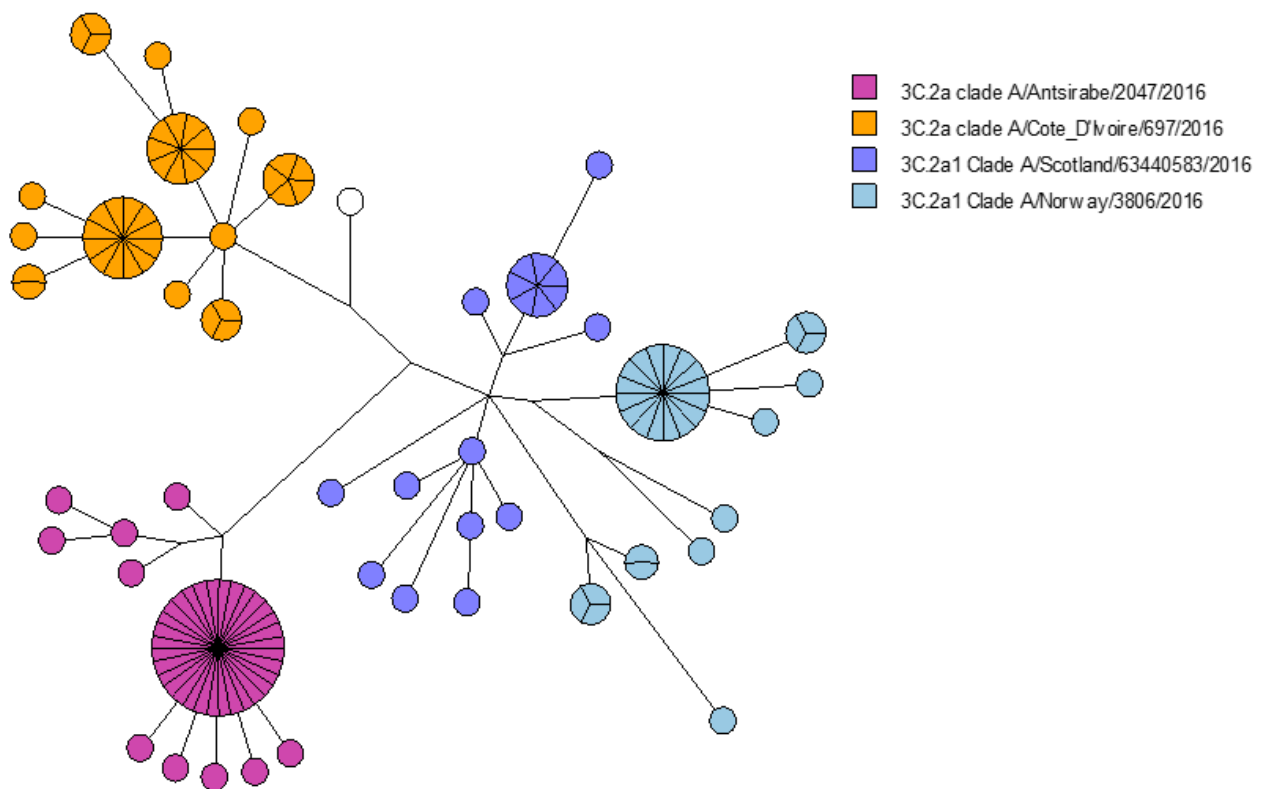 3C.2a clade A/Antsirabe/2047/2016
3C.2a clade A/Cote_D'Ivoire/697/2016
3C.2a1 Clade A/Scotland/63440583/2016
3C.2a1 Clade A/Norway/3806/2016